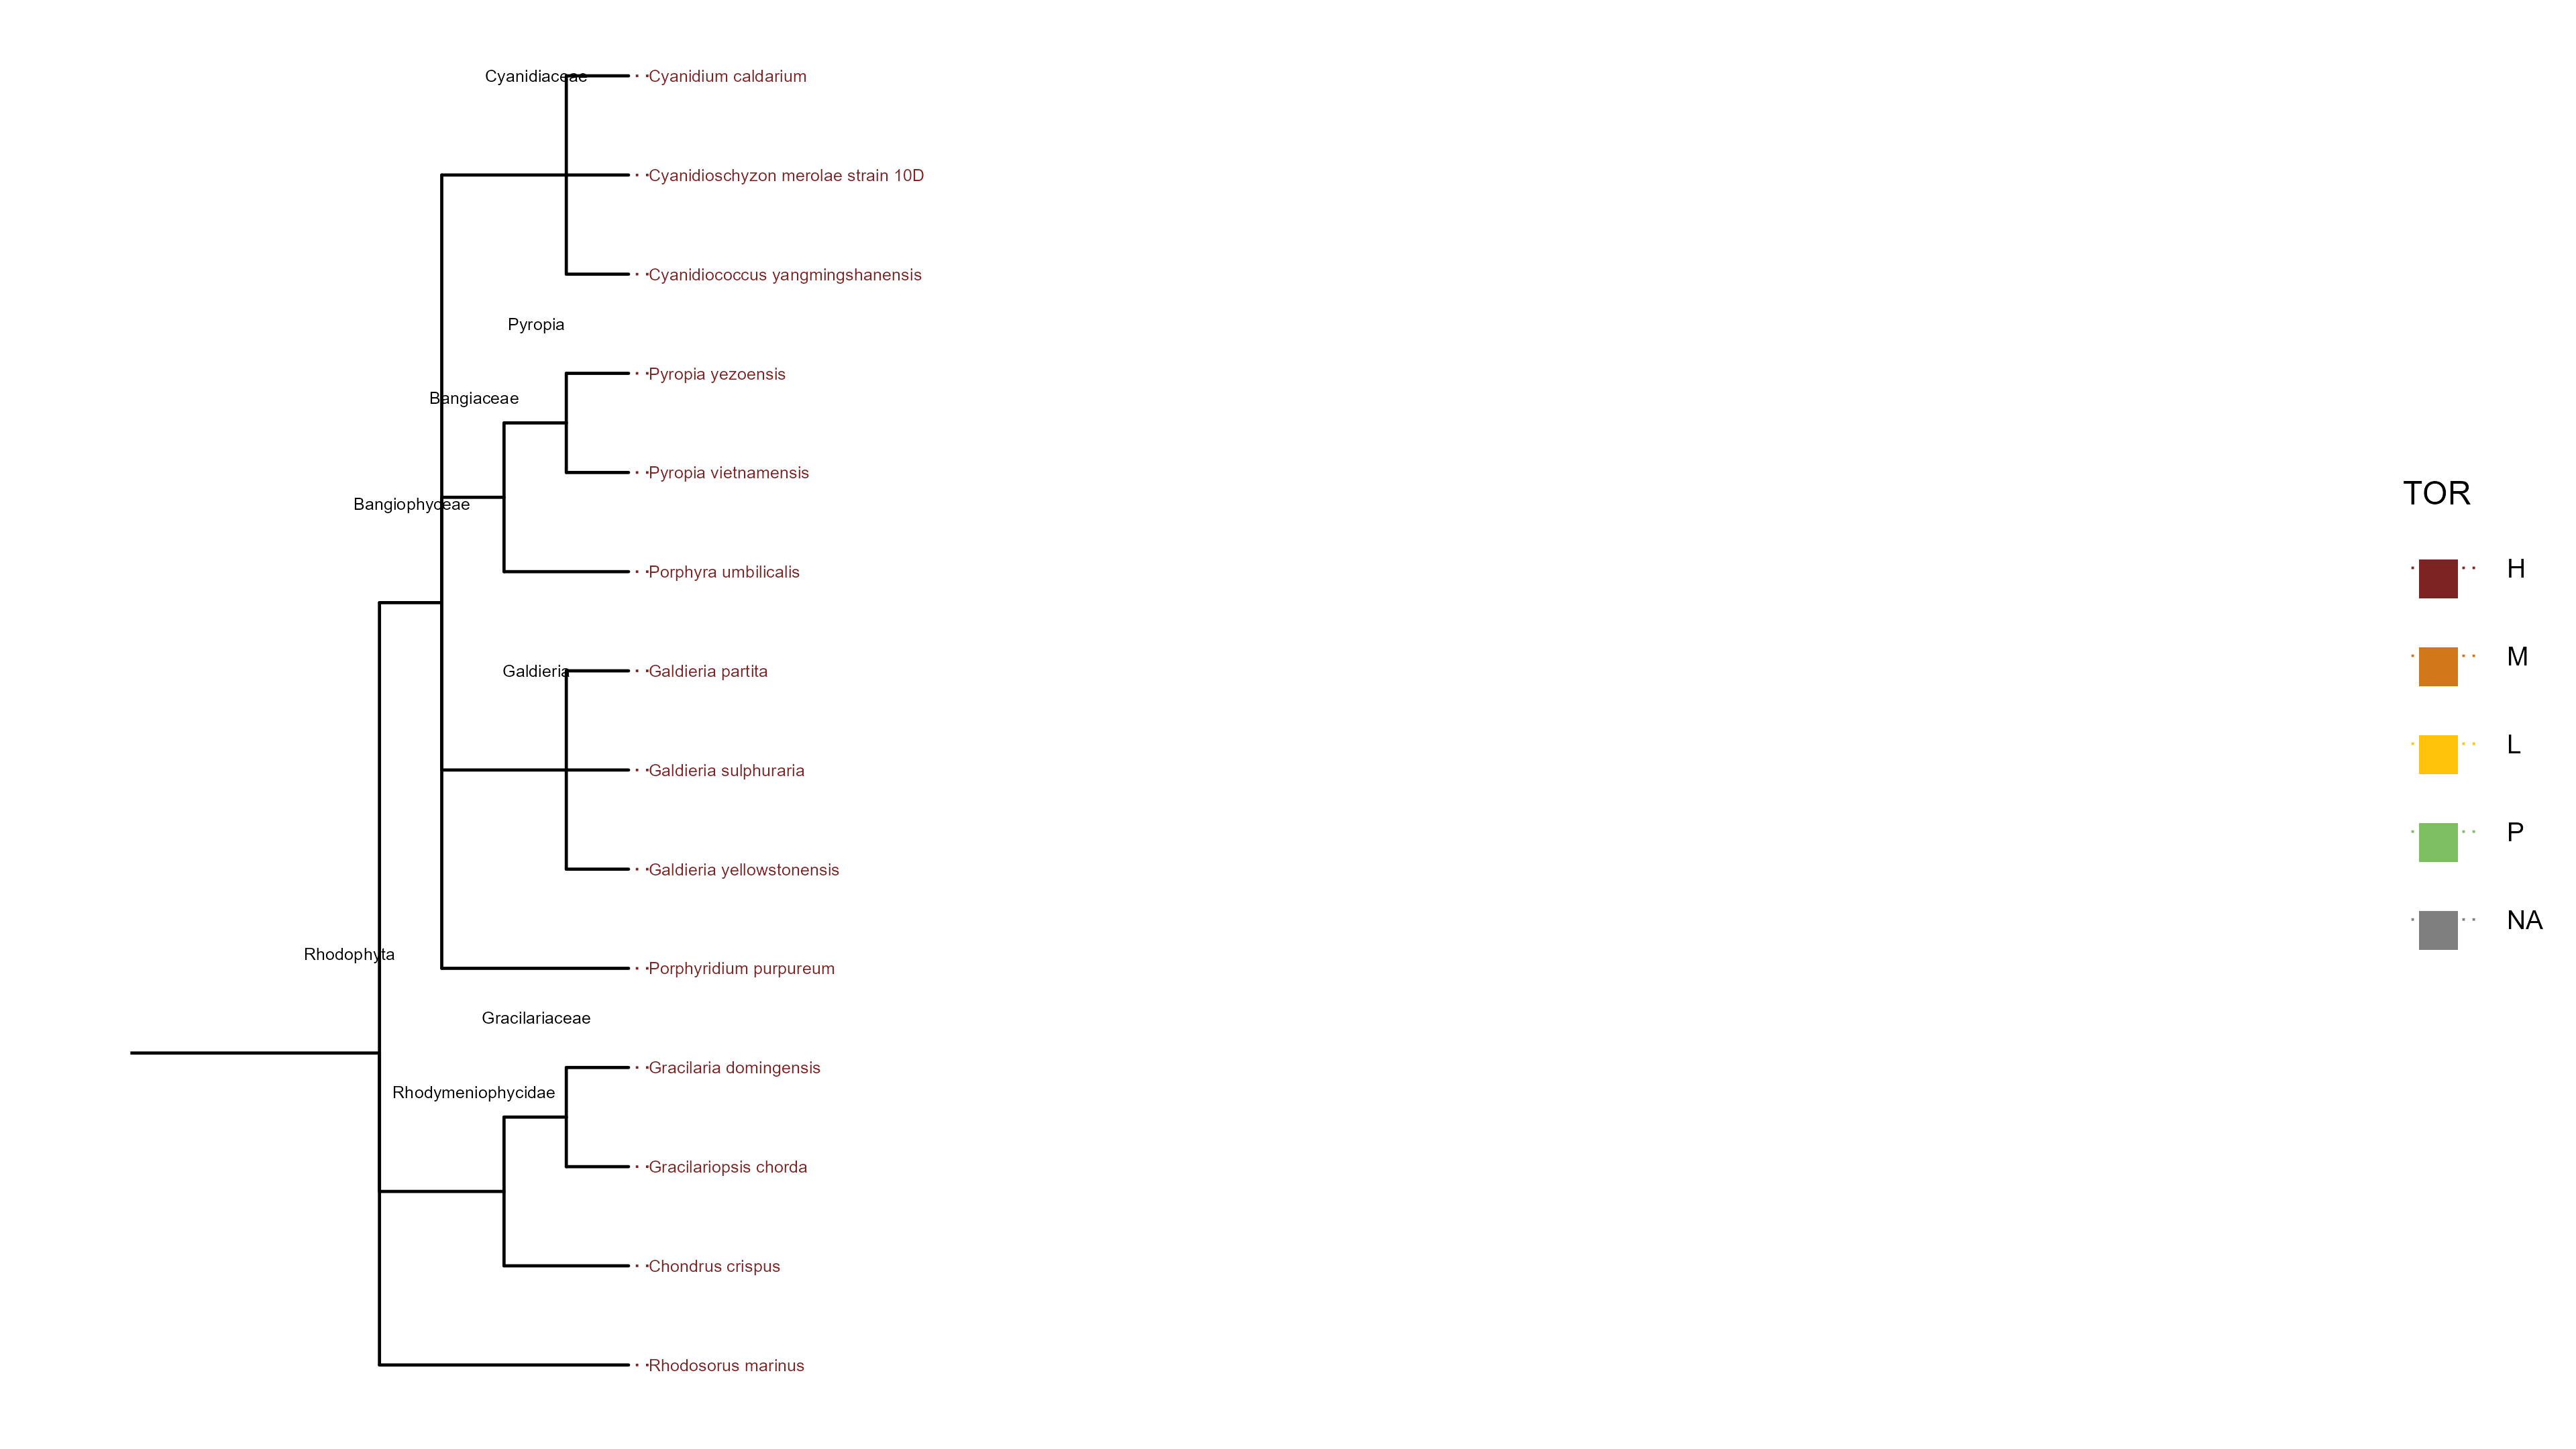 Cyanidiaceae
Cyanidium caldarium
Cyanidioschyzon merolae strain 10D
Cyanidiococcus yangmingshanensis
Pyropia
Pyropia yezoensis
Bangiaceae
Pyropia vietnamensis
Bangiophyceae
Porphyra umbilicalis
Galdieria
Galdieria partita
Galdieria sulphuraria
Galdieria yellowstonensis
Rhodophyta
Porphyridium purpureum
Gracilariaceae
Gracilaria domingensis
Rhodymeniophycidae
Gracilariopsis chorda
Chondrus crispus
Rhodosorus marinus
TOR
H
M
L
P
NA